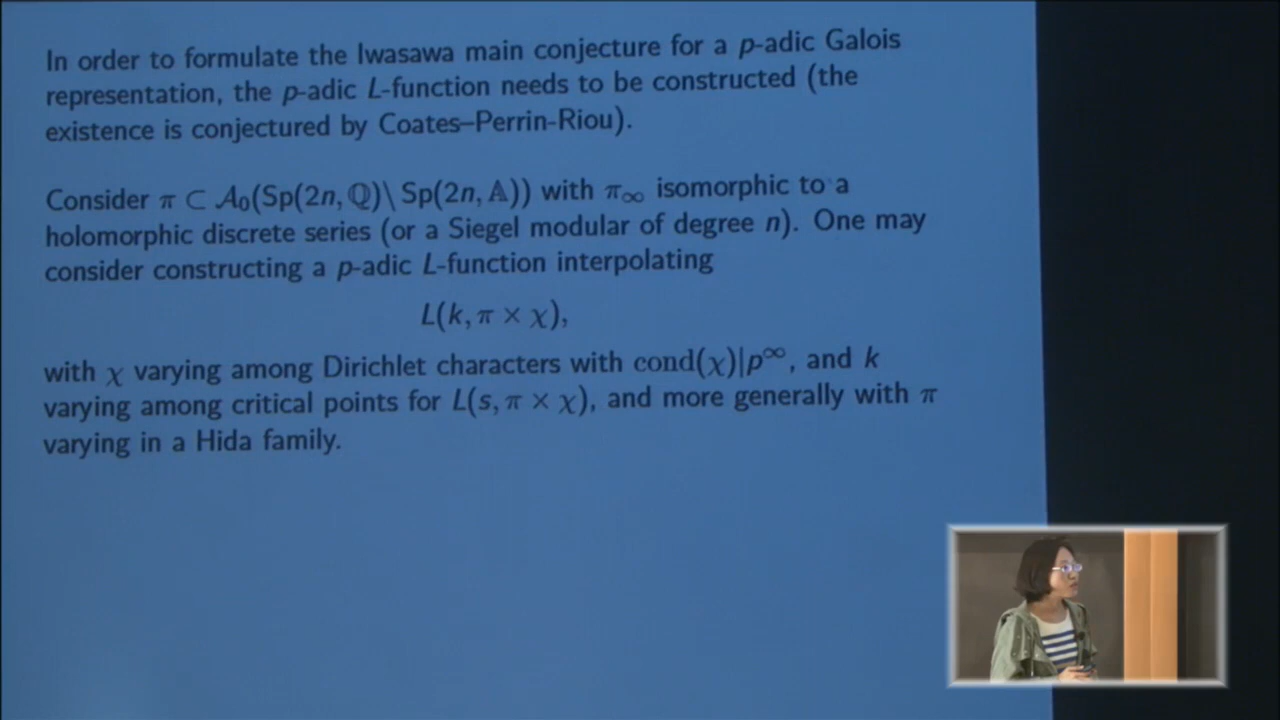 In order to formulate the Iwasawa main conjecture for a p-adic Galois
representation, the p-adic L-function needs to be constructed (the
existence is conjectured by Coates–Perrin-Riou).
Consider π ⊂ 𝒜₀(Sp(2n, ℚ)\ Sp(2n, 𝔸)) with π∞ isomorphic to a
holomorphic discrete series (or a Siegel modular of degree n). One may
consider constructing a p-adic L-function interpolating
L(k, π × χ),
with χ varying among Dirichlet characters with cond(χ)|p^∞, and k
varying among critical points for L(s, π × χ), and more generally with π
varying in a Hida family.